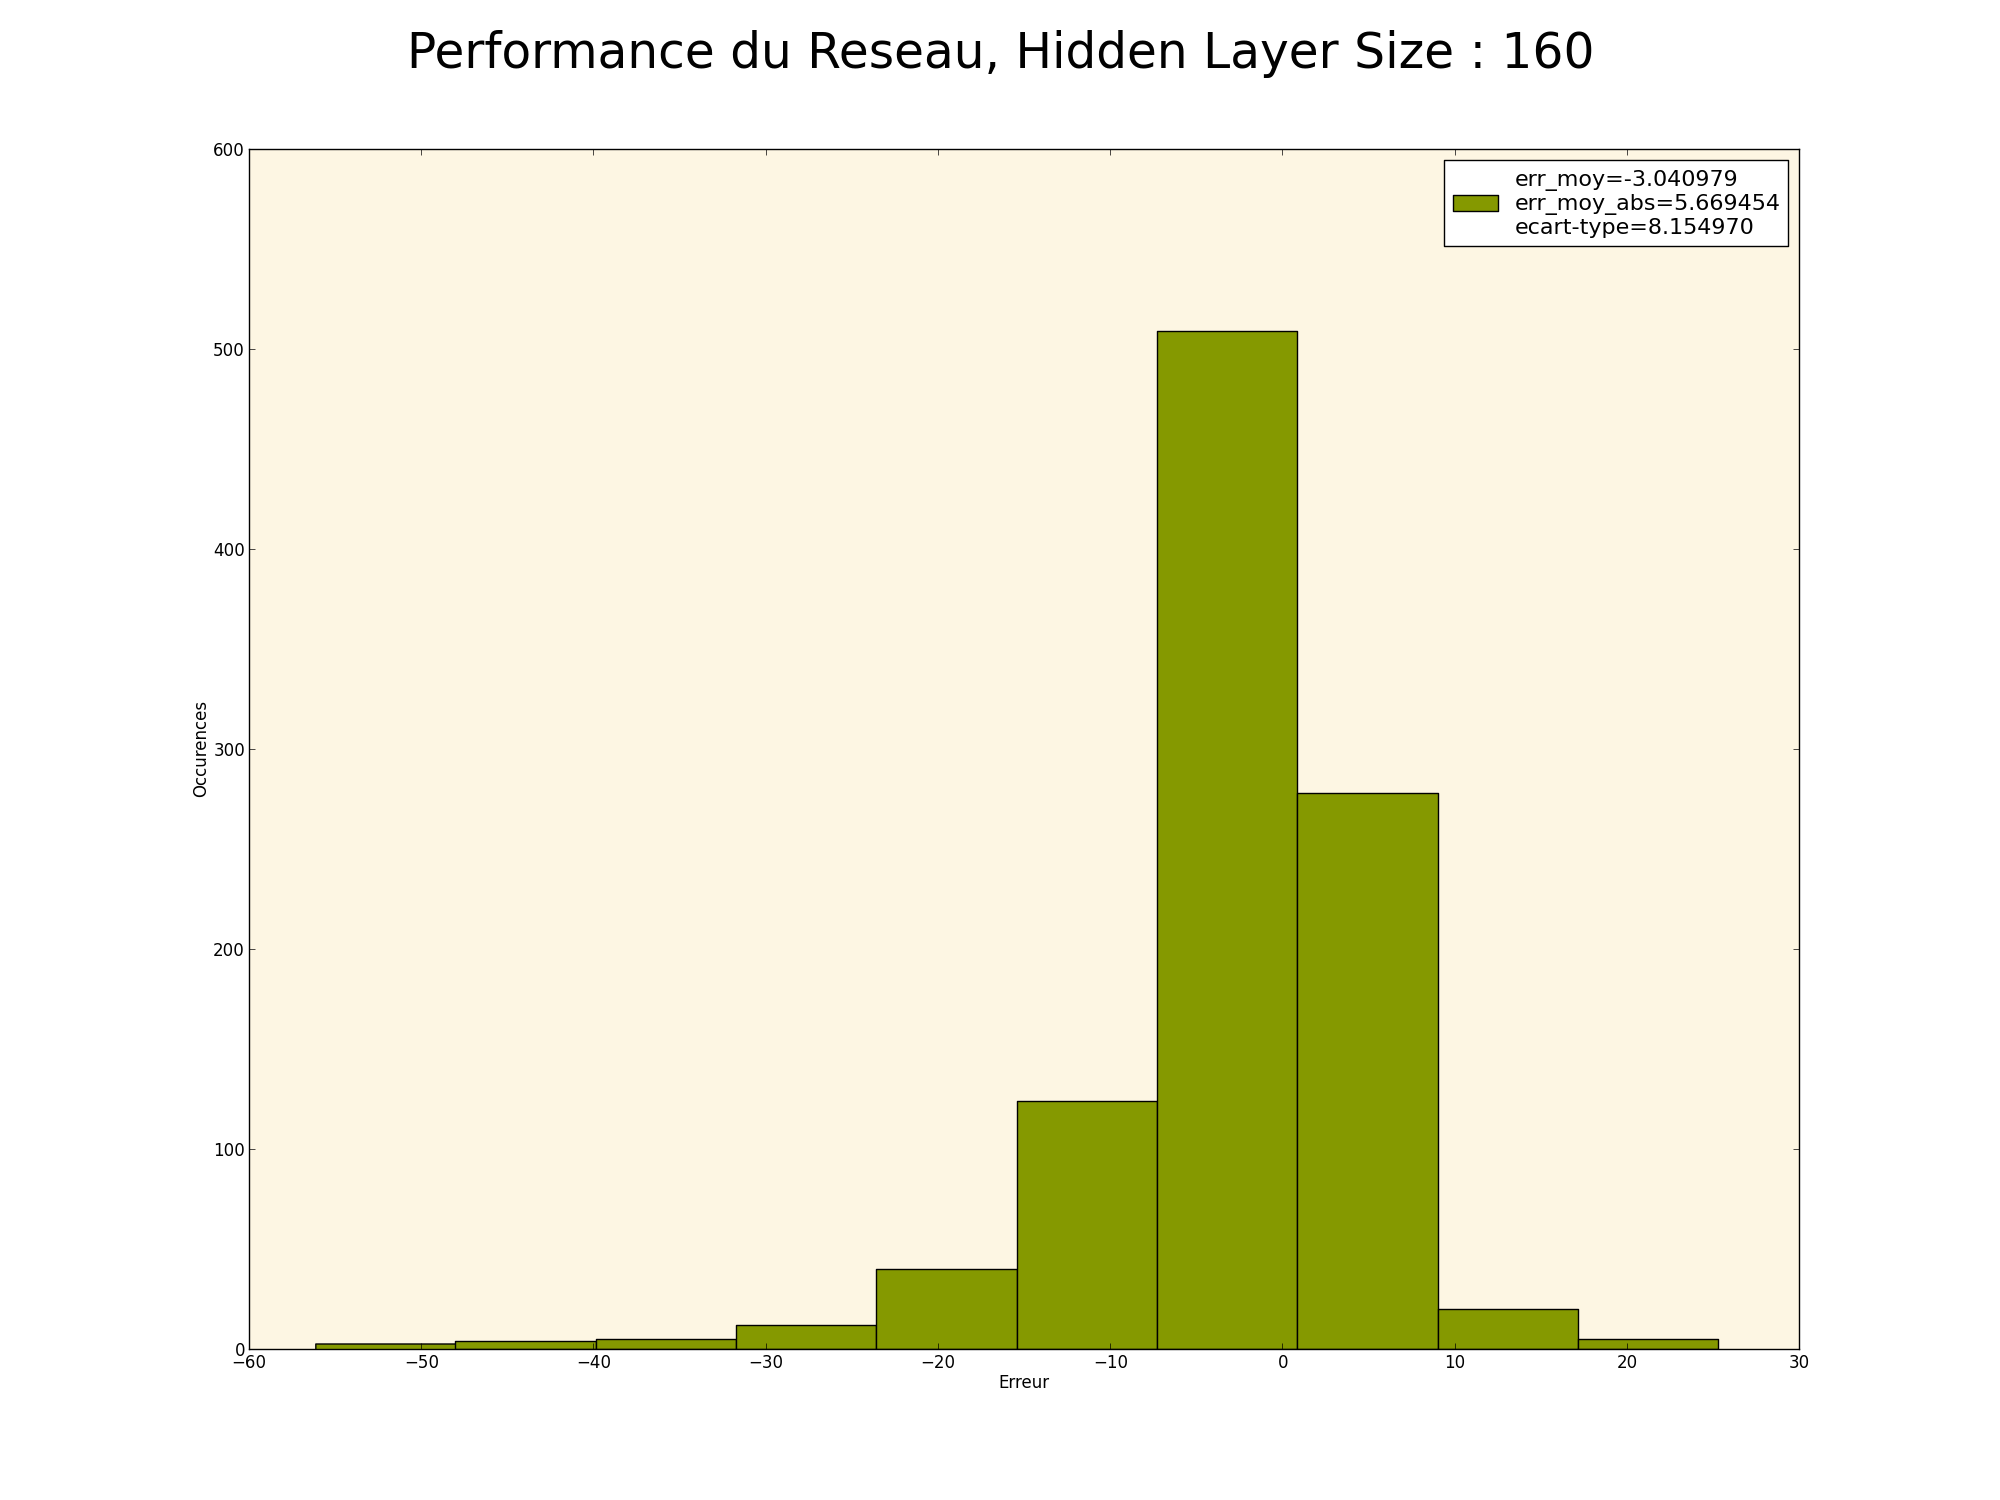 Performance du Reseau, Hidden Layer Size : 160
600
500
400
300
200
100
0
Occurences
err_moy=-3.040979
err_moy_abs=5.669454
ecart-type=8.154970
−60 −50 −40 −30 −20 −10 0 10 20 30
Erreur